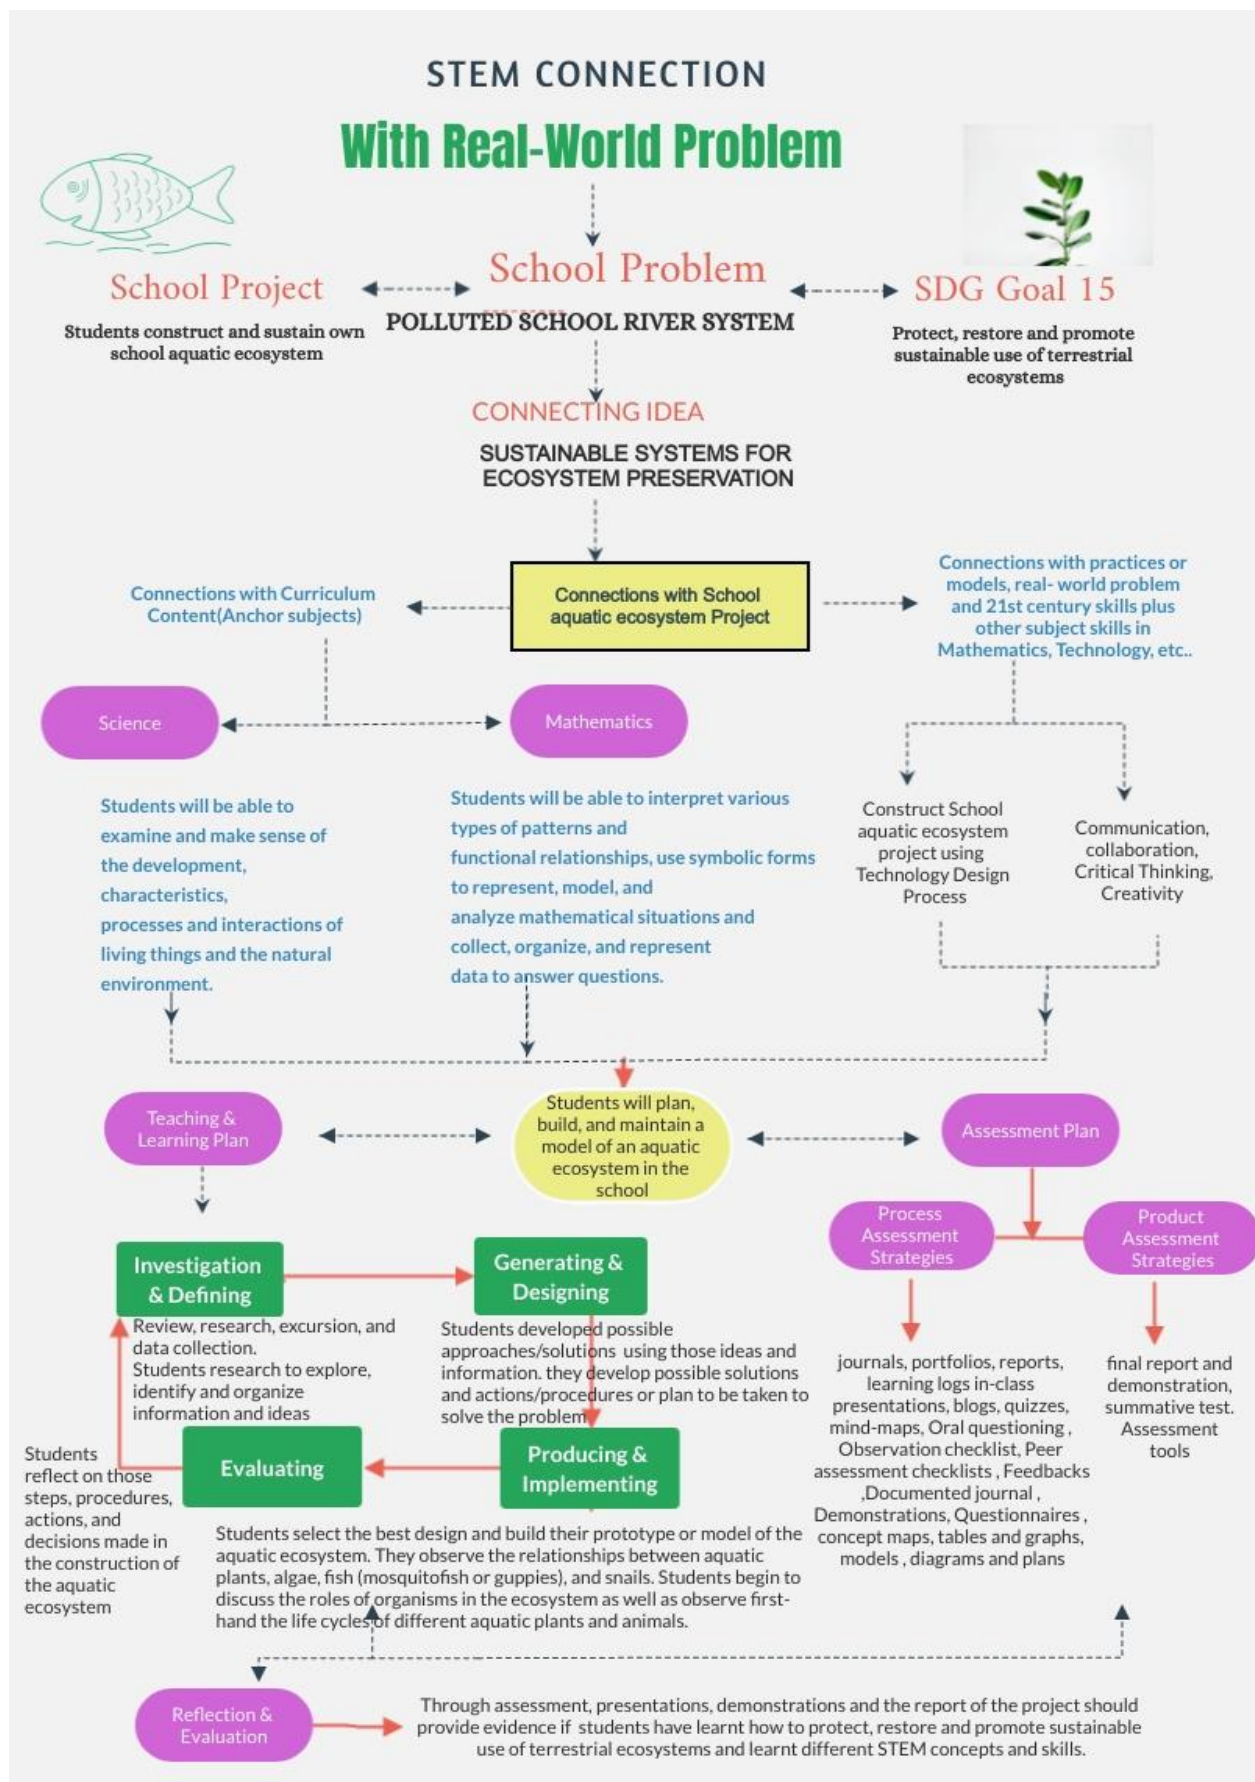 STEM CONNECTION
With Real-World Problem
School Project
Students construct and sustain own
school aquatic ecosystem
School Problem
POLLUTED SCHOOL RIVER SYSTEM
SDG Goal 15
Protect, restore and promote
sustainable use of terrestrial
ecosystems
CONNECTING IDEA
SUSTAINABLE SYSTEMS FOR
ECOSYSTEM PRESERVATION
Connections with Curriculum
Content(Anchor subjects)
Connections with School
aquatic ecosystem Project
Connections with practices or
models, real- world problem
and 21st century skills plus
other subject skills in
Mathematics, Technology, etc..
Science
Mathematics
Students will be able to
examine and make sense of
the development,
characteristics,
processes and interactions of
living things and the natural
environment.
Students will be able to interpret various
types of patterns and
functional relationships, use symbolic forms
to represent, model, and
analyze mathematical situations and
collect, organize, and represent
data to answer questions.
Construct School
aquatic ecosystem
project using
Technology Design
Process
Communication,
collaboration,
Critical Thinking,
Creativity
Teaching &
Learning Plan
Students will plan,
build, and maintain a
model of an aquatic
ecosystem in the
school
Assessment Plan
Process
Assessment
Strategies
Product
Assessment
Strategies
Investigation
& Defining
Review, research, excursion, and
data collection.
Students research to explore,
identify and organize
information and ideas
Generating &
Designing
Students developed possible
approaches/solutions using those ideas and
information. they develop possible solutions
and actions/procedures or plan to be taken to
solve the problem
journals, portfolios, reports,
learning logs in-class
presentations, blogs, quizzes,
mind-maps, Oral questioning ,
Observation checklist, Peer
assessment checklists , Feedbacks
,Documented journal ,
Demonstrations, Questionnaires ,
concept maps, tables and graphs,
models , diagrams and plans
final report and
demonstration,
summative test.
Assessment
tools
Students
reflect on those
steps, procedures,
actions, and
decisions made in
the construction of
the aquatic
ecosystem
Evaluating
Producing &
Implementing
Students select the best design and build their prototype or model of the
aquatic ecosystem. They observe the relationships between aquatic
plants, algae, fish (mosquitofish or guppies), and snails. Students begin to
discuss the roles of organisms in the ecosystem as well as observe first-
hand the life cycles of different aquatic plants and animals.
Reflection &
Evaluation
Through assessment, presentations, demonstrations and the report of the project should
provide evidence if students have learnt how to protect, restore and promote sustainable
use of terrestrial ecosystems and learnt different STEM concepts and skills.